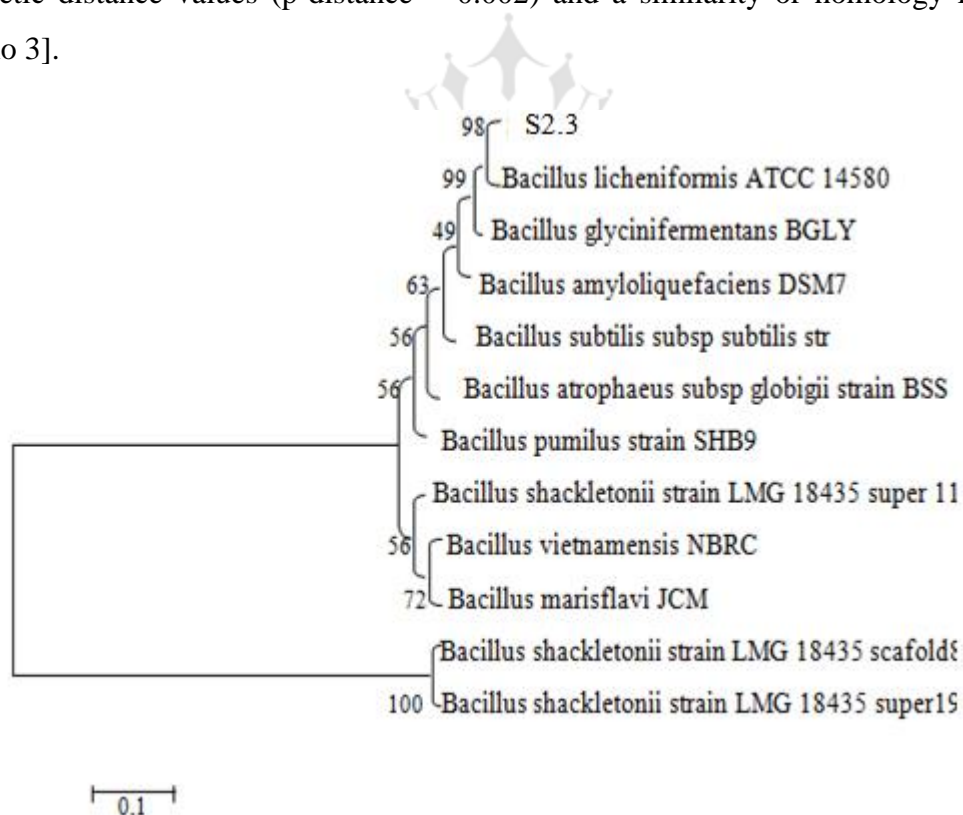 etic distance values (p-distance 0.002) and a similarity of homology
o 3].
98 S2.3
99 Bacillus licheniformis ATCC 14580
49 Bacillus glycinifermentans BGLY
63 Bacillus amyloliquefaciens DSM7
56 Bacillus subtilis subsp subtilis str
56 Bacillus atrophaeus subsp globigii strain BSS
Bacillus pumilus strain SHB9
Bacillus shackletonii strain LMG 18435 super 11
56 Bacillus vietnamensis NBRC
72 Bacillus marisflavi JCM
Bacillus shackletonii strain LMG 18435 scafold8
100 Bacillus shackletonii strain LMG 18435 super19
0.1